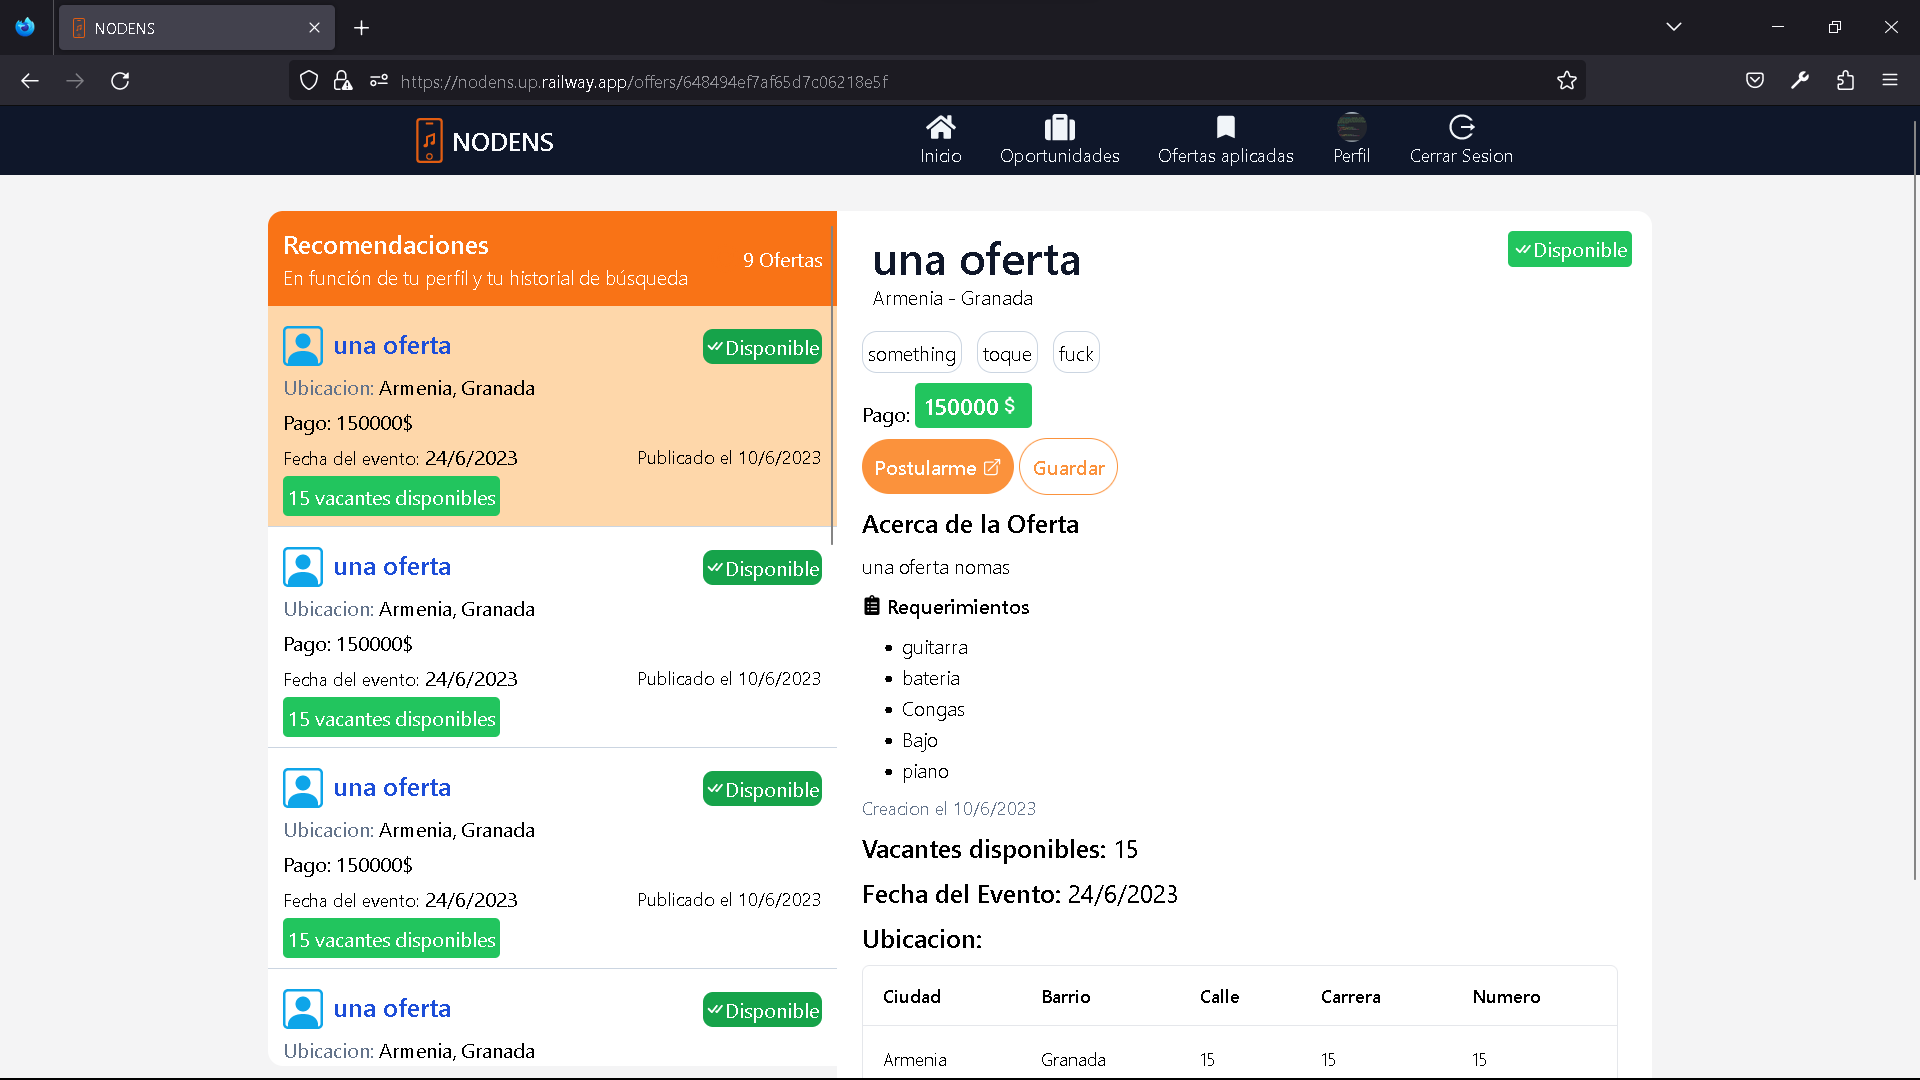 NODENS
https://nodens.up.railway.app/offers/648494ef7af65d7c06218e5f
NODENS
Inicio
Oportunidades
Ofertas aplicadas
Perfil
Cerrar Sesion
Recomendaciones
En función de tu perfil y tu historial de búsqueda
9 Ofertas
una oferta
Disponible
Ubicacion: Armenia, Granada
Pago: 150000$
Fecha del evento: 24/6/2023
Publicado el 10/6/2023
15 vacantes disponibles
una oferta
Disponible
Ubicacion: Armenia, Granada
Pago: 150000$
Fecha del evento: 24/6/2023
Publicado el 10/6/2023
15 vacantes disponibles
una oferta
Disponible
Ubicacion: Armenia, Granada
Pago: 150000$
Fecha del evento: 24/6/2023
Publicado el 10/6/2023
15 vacantes disponibles
una oferta
Disponible
Ubicacion: Armenia, Granada
una oferta
Disponible
Armenia - Granada
something toque fuck
Pago: 150000 $
Postularme Guardar
Acerca de la Oferta
una oferta nomas
Requerimientos
• guitarra
• bateria
• Congas
• Bajo
• piano
Creacion el 10/6/2023
Vacantes disponibles: 15
Fecha del Evento: 24/6/2023
Ubicacion:
Ciudad Barrio Calle Carrera Numero
Armenia Granada 15 15 15